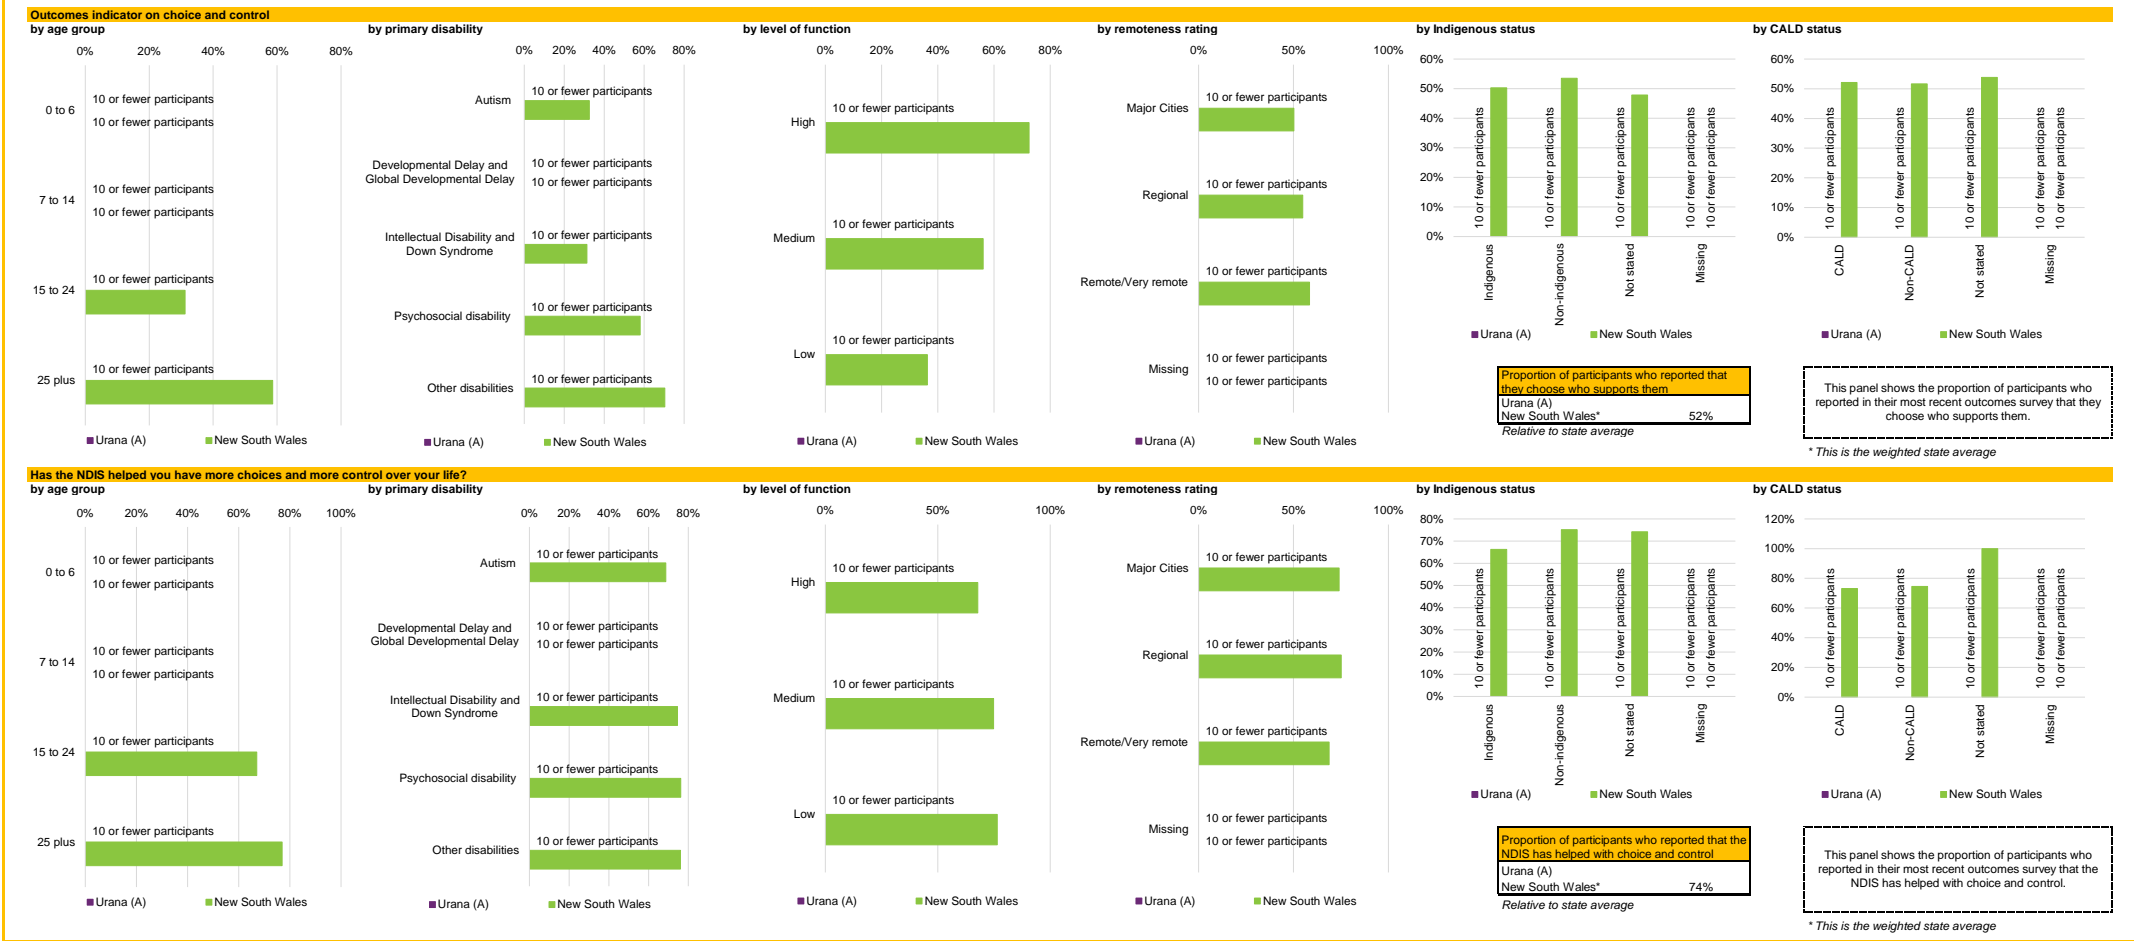 Outcomes indicator on choice and control
by age group
0% 20% 40% 60% 80%
0 to 6
10 or fewer participants
10 or fewer participants
7 to 14
10 or fewer participants
10 or fewer participants
15 to 24
10 or fewer participants
25 plus
10 or fewer participants
Urana (A) New South Wales
by primary disability
0% 20% 40% 60% 80%
Autism
10 or fewer participants
Developmental Delay and
Global Developmental Delay
10 or fewer participants
10 or fewer participants
Intellectual Disability and
Down Syndrome
10 or fewer participants
Psychosocial disability
10 or fewer participants
Other disabilities
10 or fewer participants
Urana (A) New South Wales
by level of function
0% 20% 40% 60% 80%
High
10 or fewer participants
Medium
10 or fewer participants
Low
10 or fewer participants
Urana (A) New South Wales
by remoteness rating
0% 50% 100%
Major Cities
10 or fewer participants
Regional
10 or fewer participants
Remote/Very remote
10 or fewer participants
Missing
10 or fewer participants
10 or fewer participants
Urana (A) New South Wales
by Indigenous status
60%
50%
40%
30%
20%
10%
0%
10 or fewer participants
10 or fewer participants
10 or fewer participants
10 or fewer participants
10 or fewer participants
Indigenous
Non-indigenous
Not stated
Missing
Urana (A) New South Wales
Proportion of participants who reported that
they choose who supports them
Urana (A)
New South Wales* 52%
Relative to state average
by CALD status
60%
50%
40%
30%
20%
10%
0%
10 or fewer participants
10 or fewer participants
10 or fewer participants
10 or fewer participants
10 or fewer participants
CALD
Non-CALD
Not stated
Missing
Urana (A) New South Wales
This panel shows the proportion of participants who
reported in their most recent outcomes survey that they
choose who supports them.
* This is the weighted state average
Has the NDIS helped you have more choices and more control over your life?
by age group
0% 20% 40% 60% 80% 100%
0 to 6
10 or fewer participants
10 or fewer participants
7 to 14
10 or fewer participants
10 or fewer participants
15 to 24
10 or fewer participants
25 plus
10 or fewer participants
Urana (A) New South Wales
by primary disability
0% 20% 40% 60% 80%
Autism
10 or fewer participants
Developmental Delay and
Global Developmental Delay
10 or fewer participants
10 or fewer participants
Intellectual Disability and
Down Syndrome
10 or fewer participants
Psychosocial disability
10 or fewer participants
Other disabilities
10 or fewer participants
Urana (A) New South Wales
by level of function
0% 50% 100%
High
10 or fewer participants
Medium
10 or fewer participants
Low
10 or fewer participants
Urana (A) New South Wales
by remoteness rating
0% 50% 100%
Major Cities
10 or fewer participants
Regional
10 or fewer participants
Remote/Very remote
10 or fewer participants
Missing
10 or fewer participants
10 or fewer participants
Urana (A) New South Wales
by Indigenous status
80%
70%
60%
50%
40%
30%
20%
10%
0%
10 or fewer participants
10 or fewer participants
10 or fewer participants
10 or fewer participants
10 or fewer participants
Indigenous
Non-indigenous
Not stated
Missing
Urana (A) New South Wales
Proportion of participants who reported that the
NDIS has helped with choice and control
Urana (A)
New South Wales* 74%
Relative to state average
by CALD status
120%
100%
80%
60%
40%
20%
0%
10 or fewer participants
10 or fewer participants
10 or fewer participants
10 or fewer participants
10 or fewer participants
CALD
Non-CALD
Not stated
Missing
Urana (A) New South Wales
This panel shows the proportion of participants who
reported in their most recent outcomes survey that the
NDIS has helped with choice and control.
* This is the weighted state average